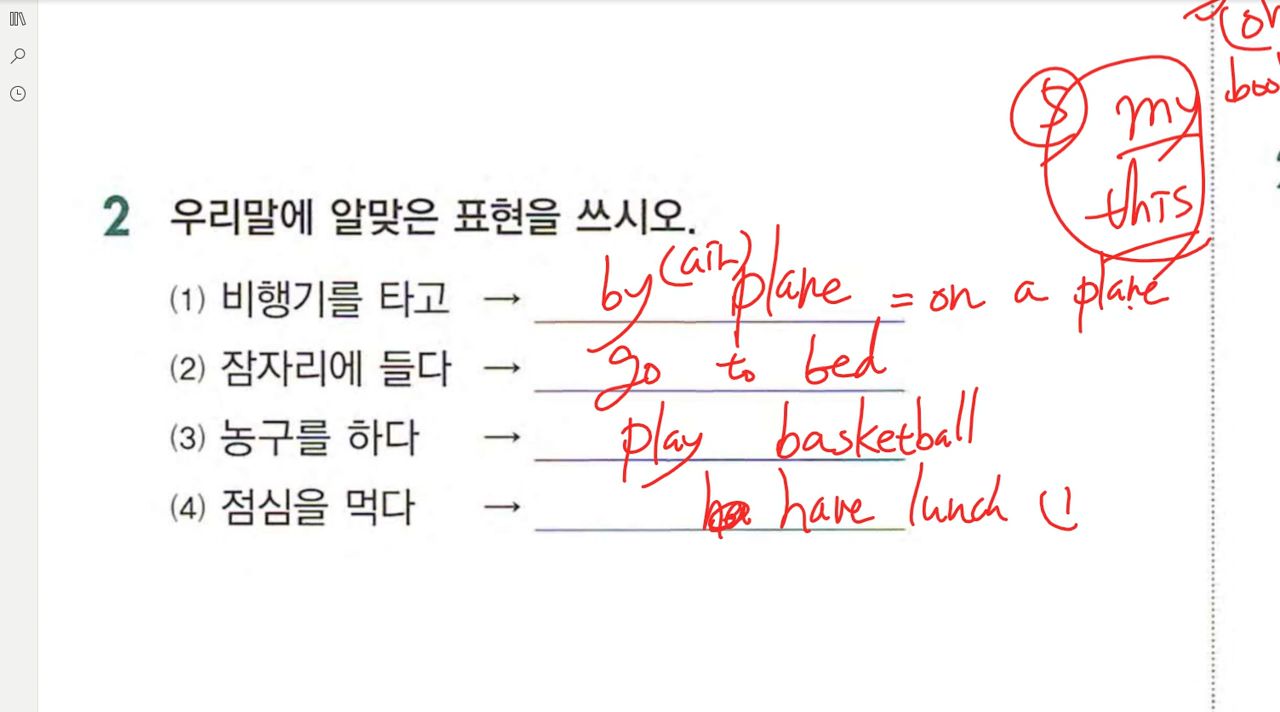 boo
S my
this
2 우리말에 알맞은 표현을 쓰시오.
(1) 비행기를 타고 → by (air)plane = on a plane
(2) 잠자리에 들다 → go to bed
(3) 농구를 하다 → play basketball
(4) 점심을 먹다 → have lunch